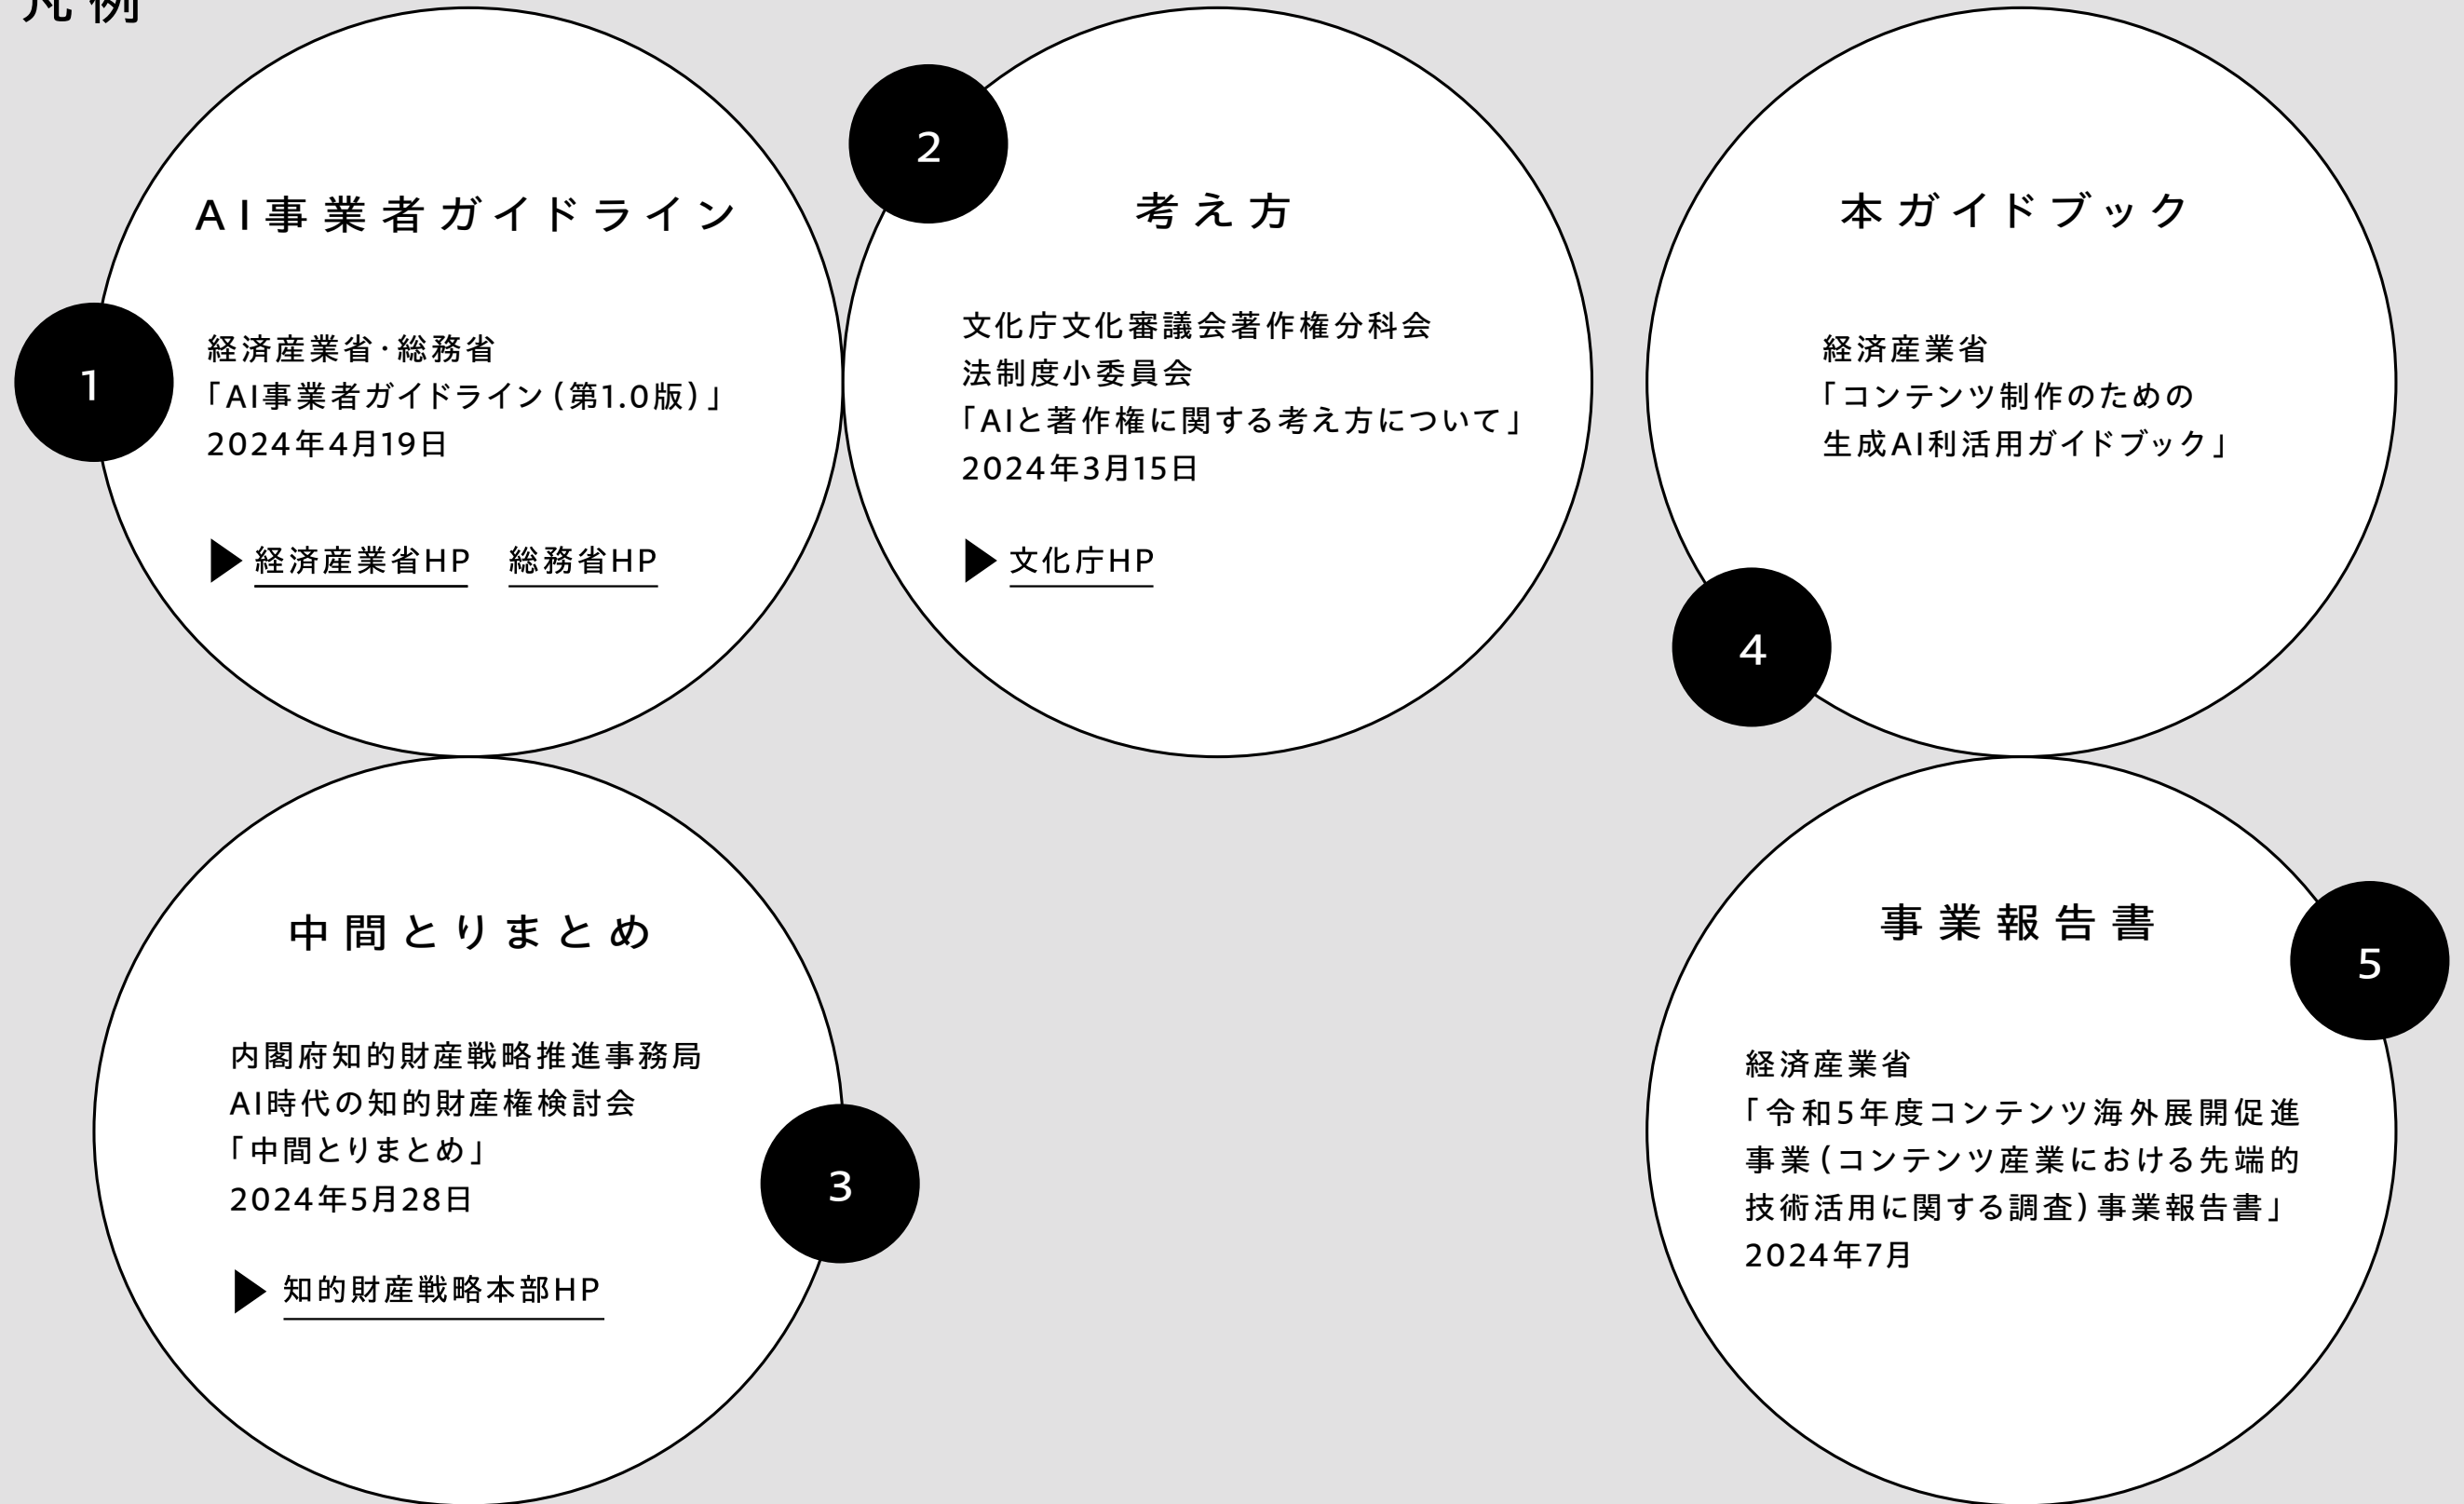 凡例
1
AI事業者ガイドライン
経済産業省・総務省
「AI事業者ガイドライン(第1.0版)」
2024年4月19日
経済産業省HP 総務省HP
2
考え方
文化庁文化審議会著作権分科会
法制度小委員会
「AIと著作権に関する考え方について」
2024年3月15日
文化庁HP
3
中間とりまとめ
内閣府知的財産戦略推進事務局
AI時代の知的財産権検討会
「中間とりまとめ」
2024年5月28日
知的財産戦略本部HP
4
本ガイドブック
経済産業省
「コンテンツ制作のための
生成AI利活用ガイドブック」
5
事業報告書
経済産業省
「令和5年度コンテンツ海外展開促進
事業(コンテンツ産業における先端的
技術活用に関する調査)事業報告書」
2024年7月